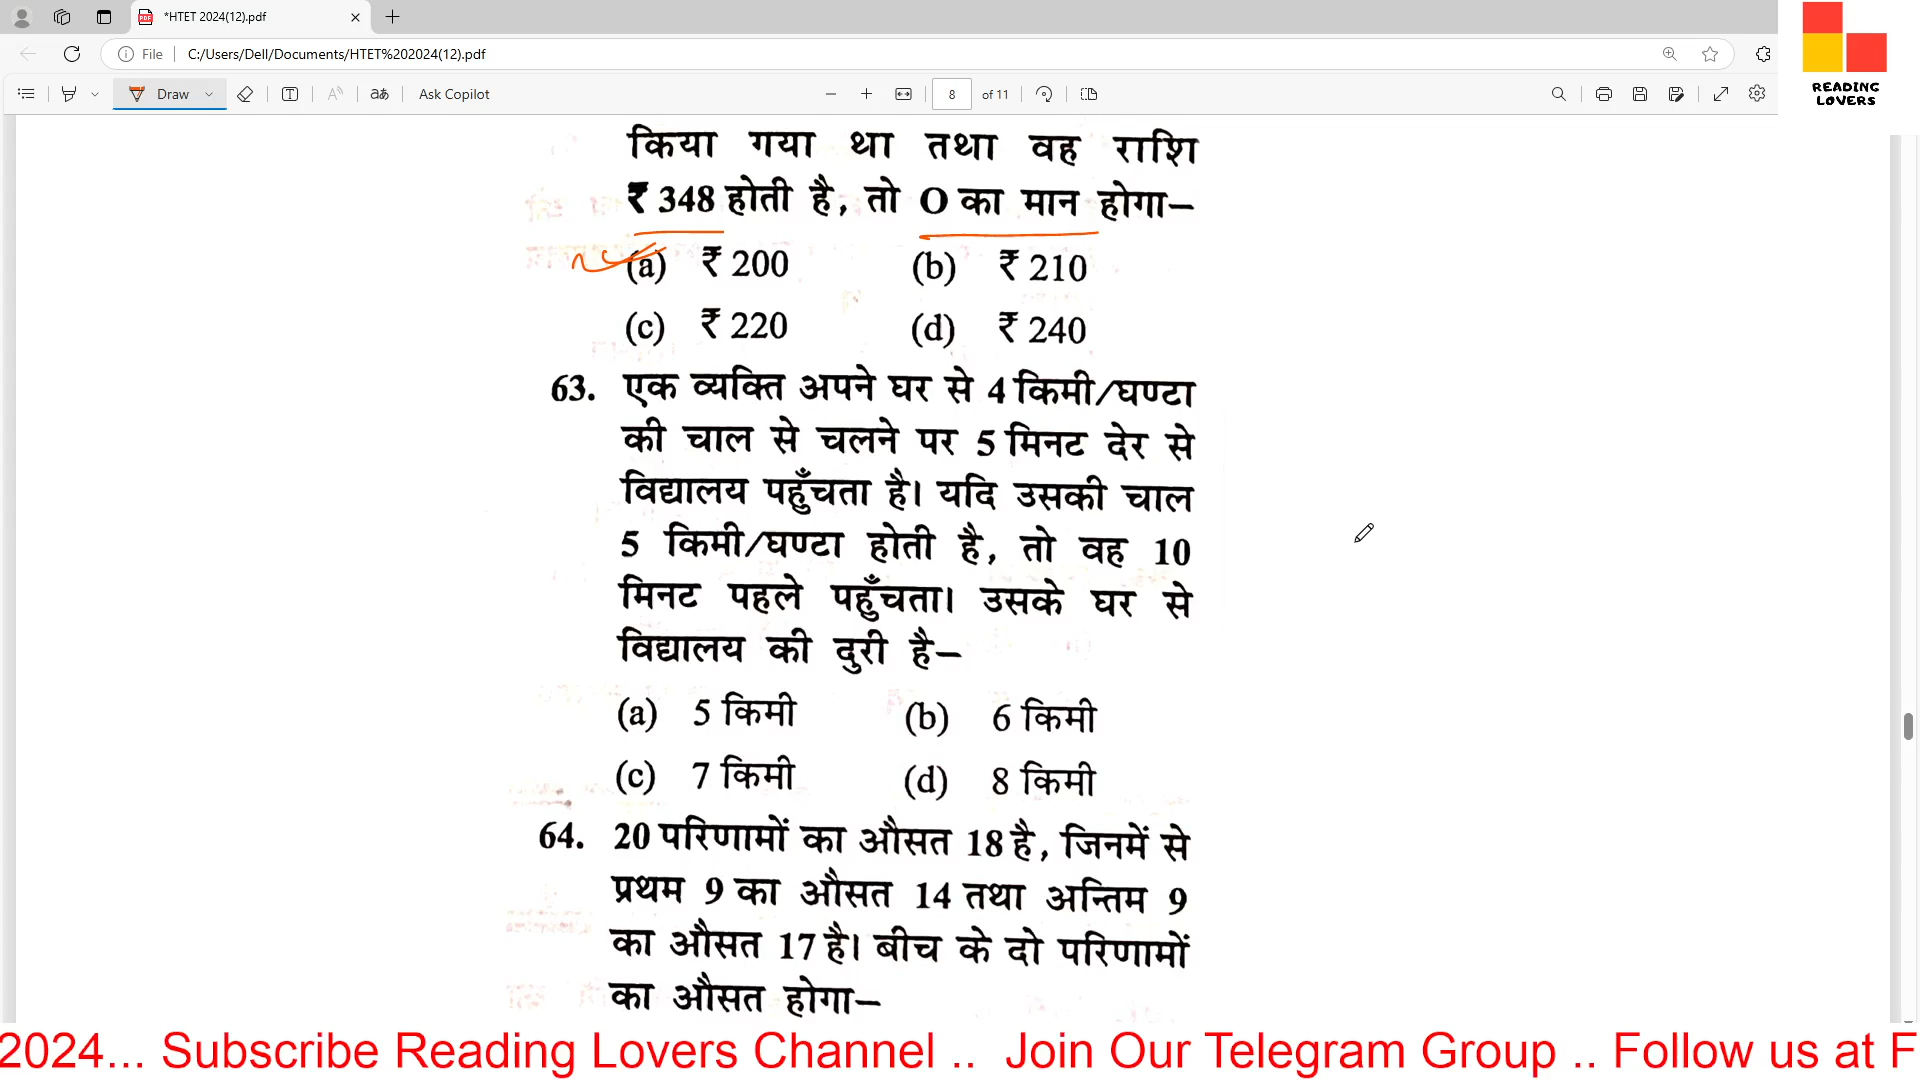 *HTET 2024(12).pdf
File C:/Users/Dell/Documents/HTET%202024(12).pdf
Draw Ask Copilot 8 of 11
READING
LOVERS
किया गया था तथा वह राशि
₹ 348 होती है, तो O का मान होगा–
(a) ₹ 200 (b) ₹ 210
(c) ₹ 220 (d) ₹ 240
63. एक व्यक्ति अपने घर से 4 किमी/घण्टा
की चाल से चलने पर 5 मिनट देर से
विद्यालय पहुँचता है। यदि उसकी चाल
5 किमी/घण्टा होती है, तो वह 10
मिनट पहले पहुँचता। उसके घर से
विद्यालय की दुरी है–
(a) 5 किमी (b) 6 किमी
(c) 7 किमी (d) 8 किमी
64. 20 परिणामों का औसत 18 है, जिनमें से
प्रथम 9 का औसत 14 तथा अन्तिम 9
का औसत 17 है। बीच के दो परिणामों
का औसत होगा–
2024... Subscribe Reading Lovers Channel .. Join Our Telegram Group .. Follow us at F